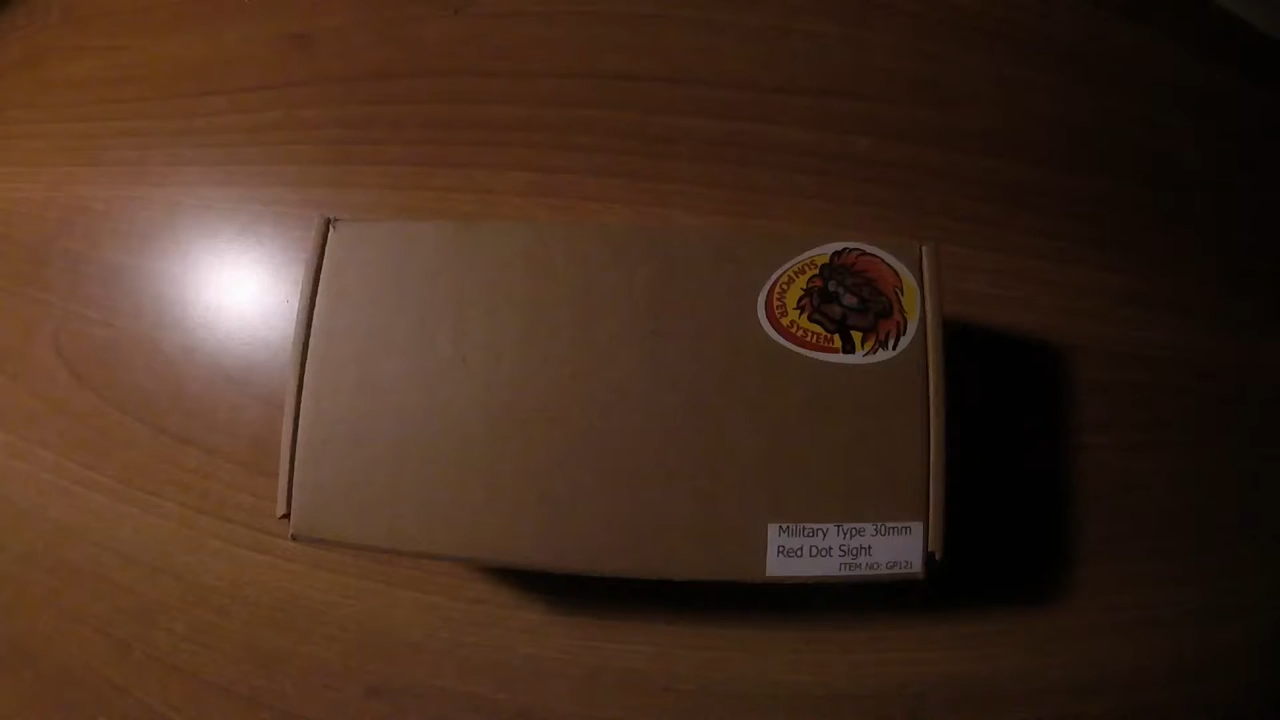 SUN POWER SYSTEM
Military Type 30mm
Red Dot Sight
ITEM NO: GP121